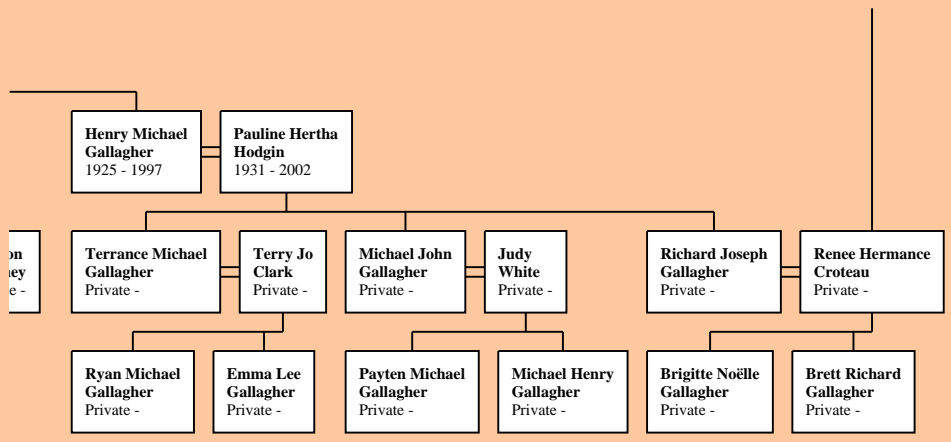 Henry Michael
Gallagher
1925 - 1997
Pauline Hertha
Hodgin
1931 - 2002
on
ey
e -
Terrance Michael
Gallagher
Private -
Terry Jo
Clark
Private -
Michael John
Gallagher
Private -
Judy
White
Private -
Richard Joseph
Gallagher
Private -
Renee Hermance
Croteau
Private -
Ryan Michael
Gallagher
Private -
Emma Lee
Gallagher
Private -
Payten Michael
Gallagher
Private -
Michael Henry
Gallagher
Private -
Brigitte Noëlle
Gallagher
Private -
Brett Richard
Gallagher
Private -